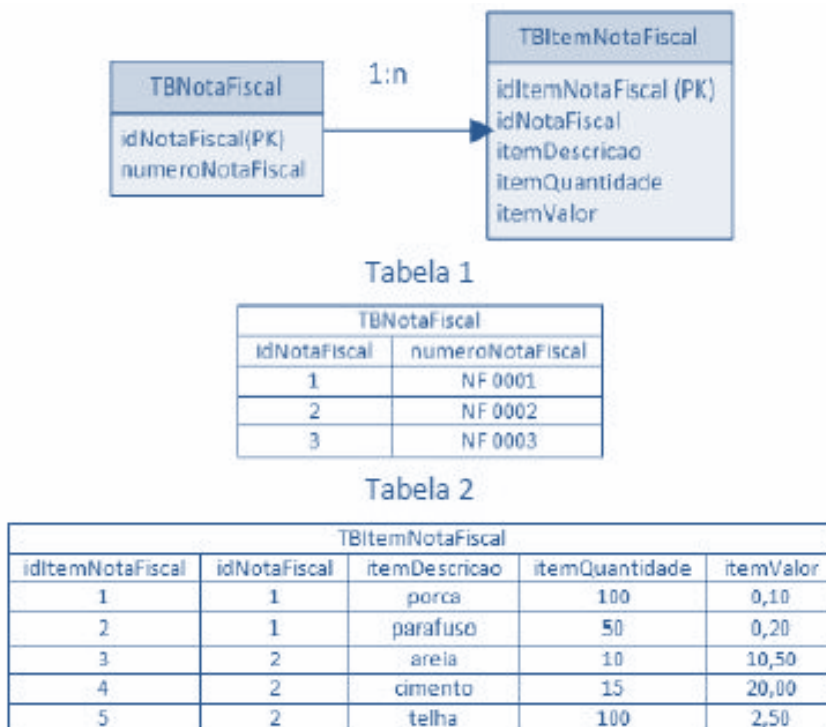 TBNotaFiscal
idNotaFiscal(PK)
numeroNotaFiscal
1:n
TBItemNotaFiscal
idItemNotaFiscal (PK)
idNotaFiscal
itemDescricao
itemQuantidade
itemValor
Tabela 1
TBNotaFiscal
idNotaFiscal numeroNotaFiscal
1 NF 0001
2 NF 0002
3 NF 0003
Tabela 2
TBItemNotaFiscal
idItemNotaFiscal idNotaFiscal itemDescricao itemQuantidade itemValor
1 1 porca 100 0,10
2 1 parafuso 50 0,20
3 2 areia 10 10,50
4 2 cimento 15 20,00
5 2 telha 100 2,50